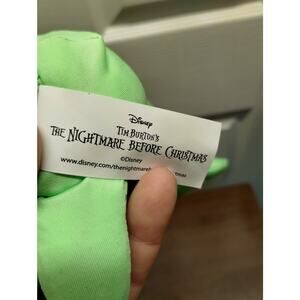 Disney
TIM BURTON'S
THE NIGHTMARE BEFORE CHRISTMAS
©Disney
www.disney.com/thenightmare